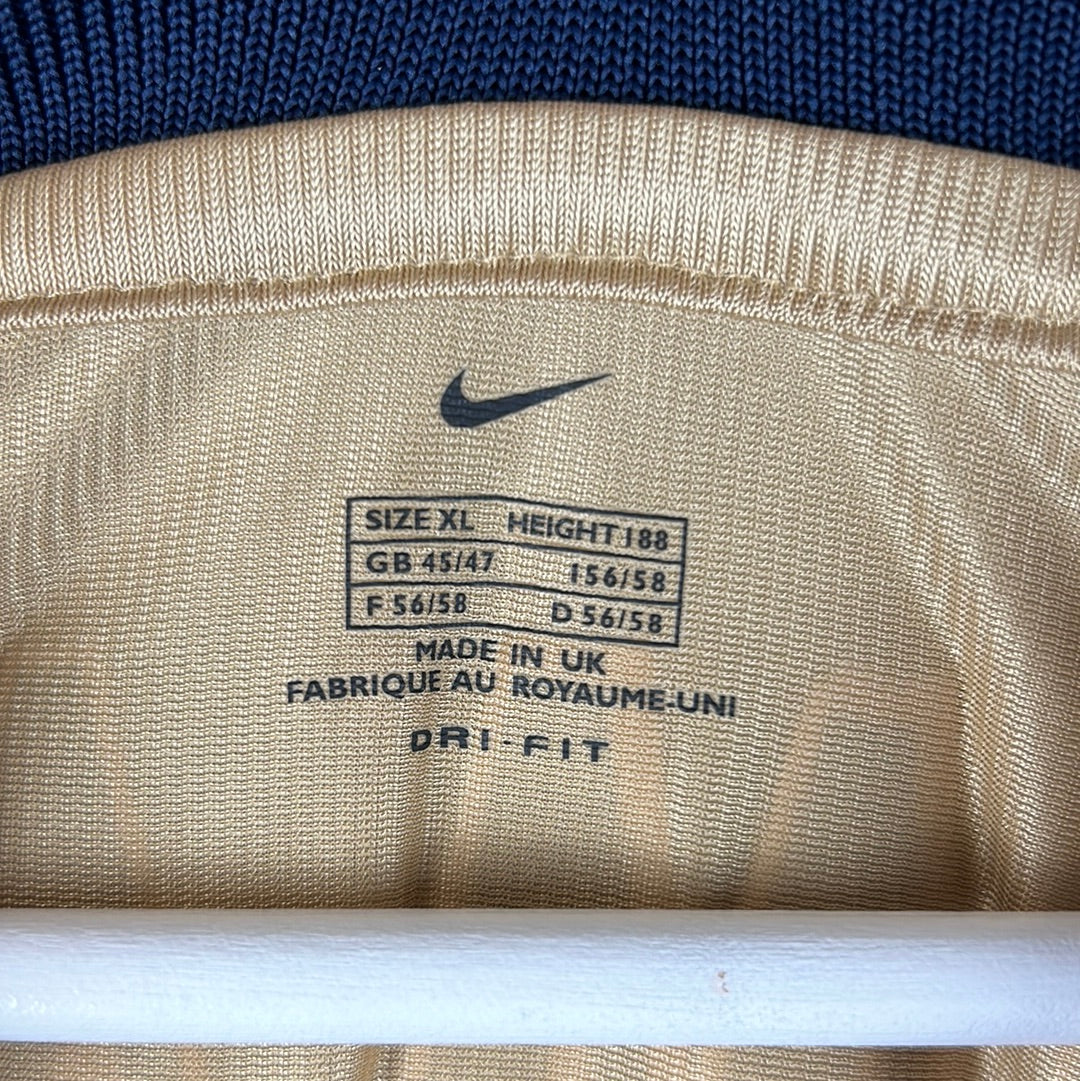 SIZE XL HEIGHT 188
GB 45/47 I 56/58
F 56/58 D 56/58
MADE IN UK
FABRIQUE AU ROYAUME-UNI
DRI-FIT